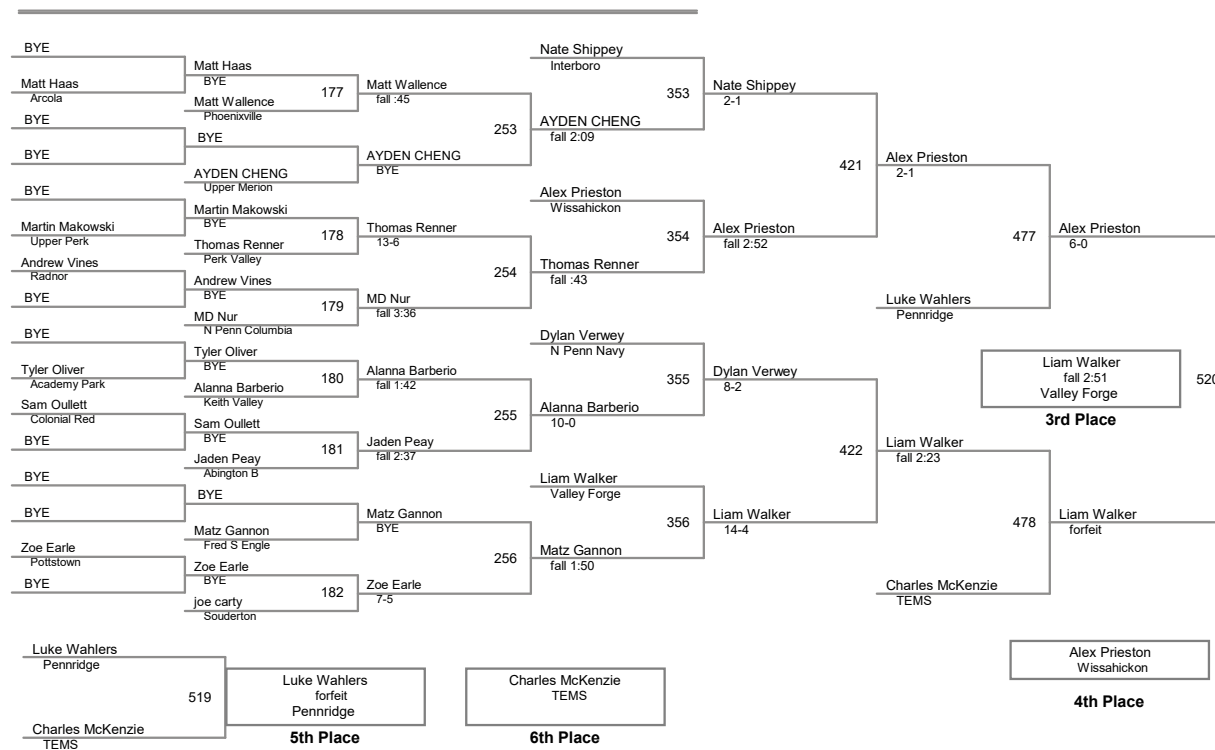 BYE
Matt Haas
Arcola
BYE
BYE
BYE
Martin Makowski
Upper Perk
Andrew Vines
Radnor
BYE
BYE
Tyler Oliver
Academy Park
Sam Oullett
Colonial Red
BYE
BYE
BYE
Zoe Earle
Pottstown
BYE
Matt Haas
BYE
177
Matt Wallence
Phoenixville
BYE
AYDEN CHENG
Upper Merion
Martin Makowski
BYE
178
Thomas Renner
Perk Valley
Andrew Vines
BYE
179
MD Nur
N Penn Columbia
Tyler Oliver
BYE
180
Alanna Barberio
Keith Valley
Sam Oullett
BYE
181
Jaden Peay
Abington B
BYE
Matz Gannon
Fred S Engle
Zoe Earle
BYE
182
joe carty
Souderton
Matt Wallence
fall :45
253
AYDEN CHENG
BYE
Thomas Renner
13-6
254
MD Nur
fall 3:36
Alanna Barberio
fall 1:42
255
Jaden Peay
fall 2:37
Matz Gannon
BYE
256
Zoe Earle
7-5
Nate Shippey
Interboro
353
AYDEN CHENG
fall 2:09
Alex Prieston
Wissahickon
354
Thomas Renner
fall :43
Dylan Verwey
N Penn Navy
355
Alanna Barberio
10-0
Liam Walker
Valley Forge
356
Matz Gannon
fall 1:50
Nate Shippey
2-1
421
Alex Prieston
fall 2:52
Dylan Verwey
8-2
422
Liam Walker
14-4
Alex Prieston
2-1
477
Luke Wahlers
Pennridge
Liam Walker
fall 2:23
478
Charles McKenzie
TEMS
Alex Prieston
6-0
Liam Walker
fall 2:51
Valley Forge
520
3rd Place
Liam Walker
forfeit
Luke Wahlers
Pennridge
519
Charles McKenzie
TEMS
Luke Wahlers
forfeit
Pennridge
5th Place
Charles McKenzie
TEMS
6th Place
Alex Prieston
Wissahickon
4th Place